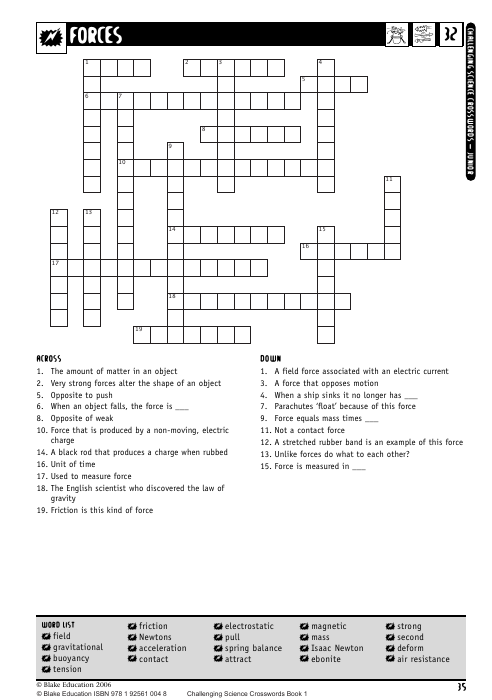 FORCES
32
CHALLENGING SCIENCE CROSSWORDS — JUNIOR
1
2
3
4
5
6
7
8
9
10
11
12
13
14
15
16
17
18
19
ACROSS
1. The amount of matter in an object
2. Very strong forces alter the shape of an object
5. Opposite to push
6. When an object falls, the force is ___
8. Opposite of weak
10. Force that is produced by a non-moving, electric
charge
14. A black rod that produces a charge when rubbed
16. Unit of time
17. Used to measure force
18. The English scientist who discovered the law of
gravity
19. Friction is this kind of force
DOWN
1. A field force associated with an electric current
3. A force that opposes motion
4. When a ship sinks it no longer has ___
7. Parachutes ‘float’ because of this force
9. Force equals mass times ___
11. Not a contact force
12. A stretched rubber band is an example of this force
13. Unlike forces do what to each other?
15. Force is measured in ___
WORD LIST
field
gravitational
buoyancy
tension
friction
Newtons
acceleration
contact
electrostatic
pull
spring balance
attract
magnetic
mass
Isaac Newton
ebonite
strong
second
deform
air resistance
© Blake Education 2006
35
© Blake Education ISBN 978 1 92561 004 8 Challenging Science Crosswords Book 1